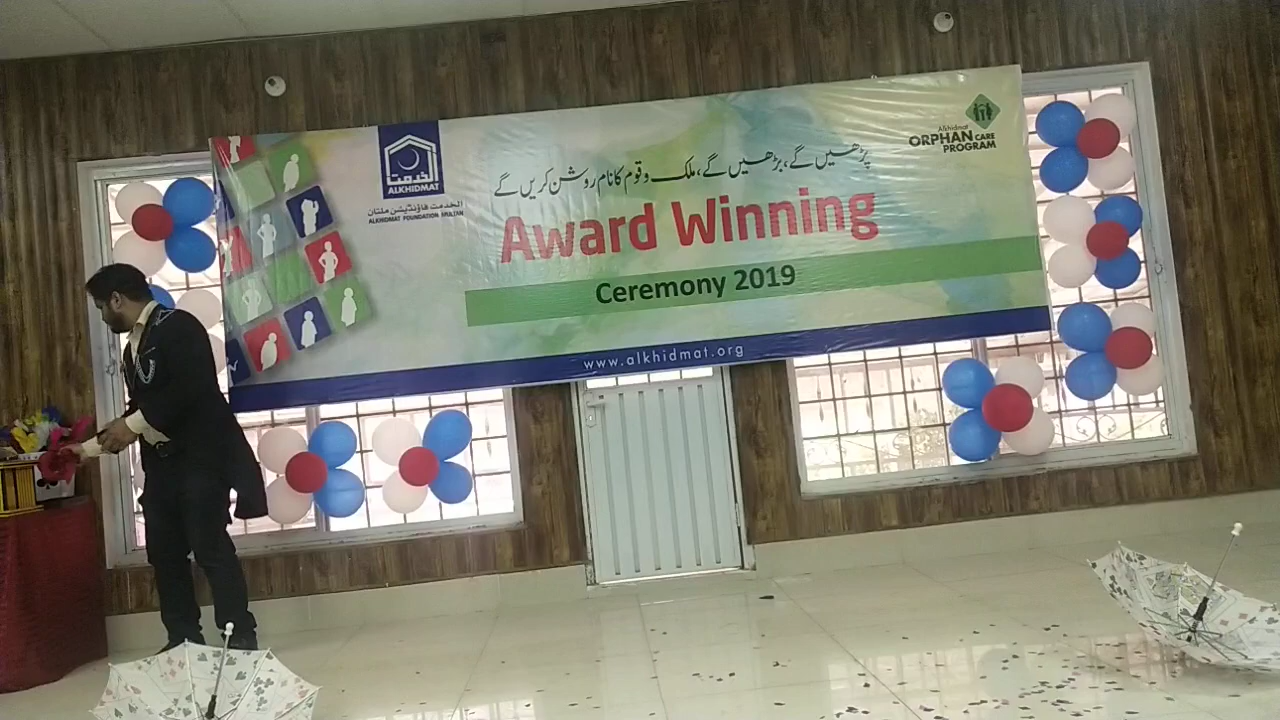 الخدمت
ALKHIDMAT
الخدمت فاؤنڈیشن ملتان
ALKHIDMAT FOUNDATION MULTAN
Alkhidmat
ORPHAN CARE
PROGRAM
پڑھیں گے، بڑھیں گے، ملک و قوم کا نام روشن کریں گے
Award Winning
Ceremony 2019
www.alkhidmat.org